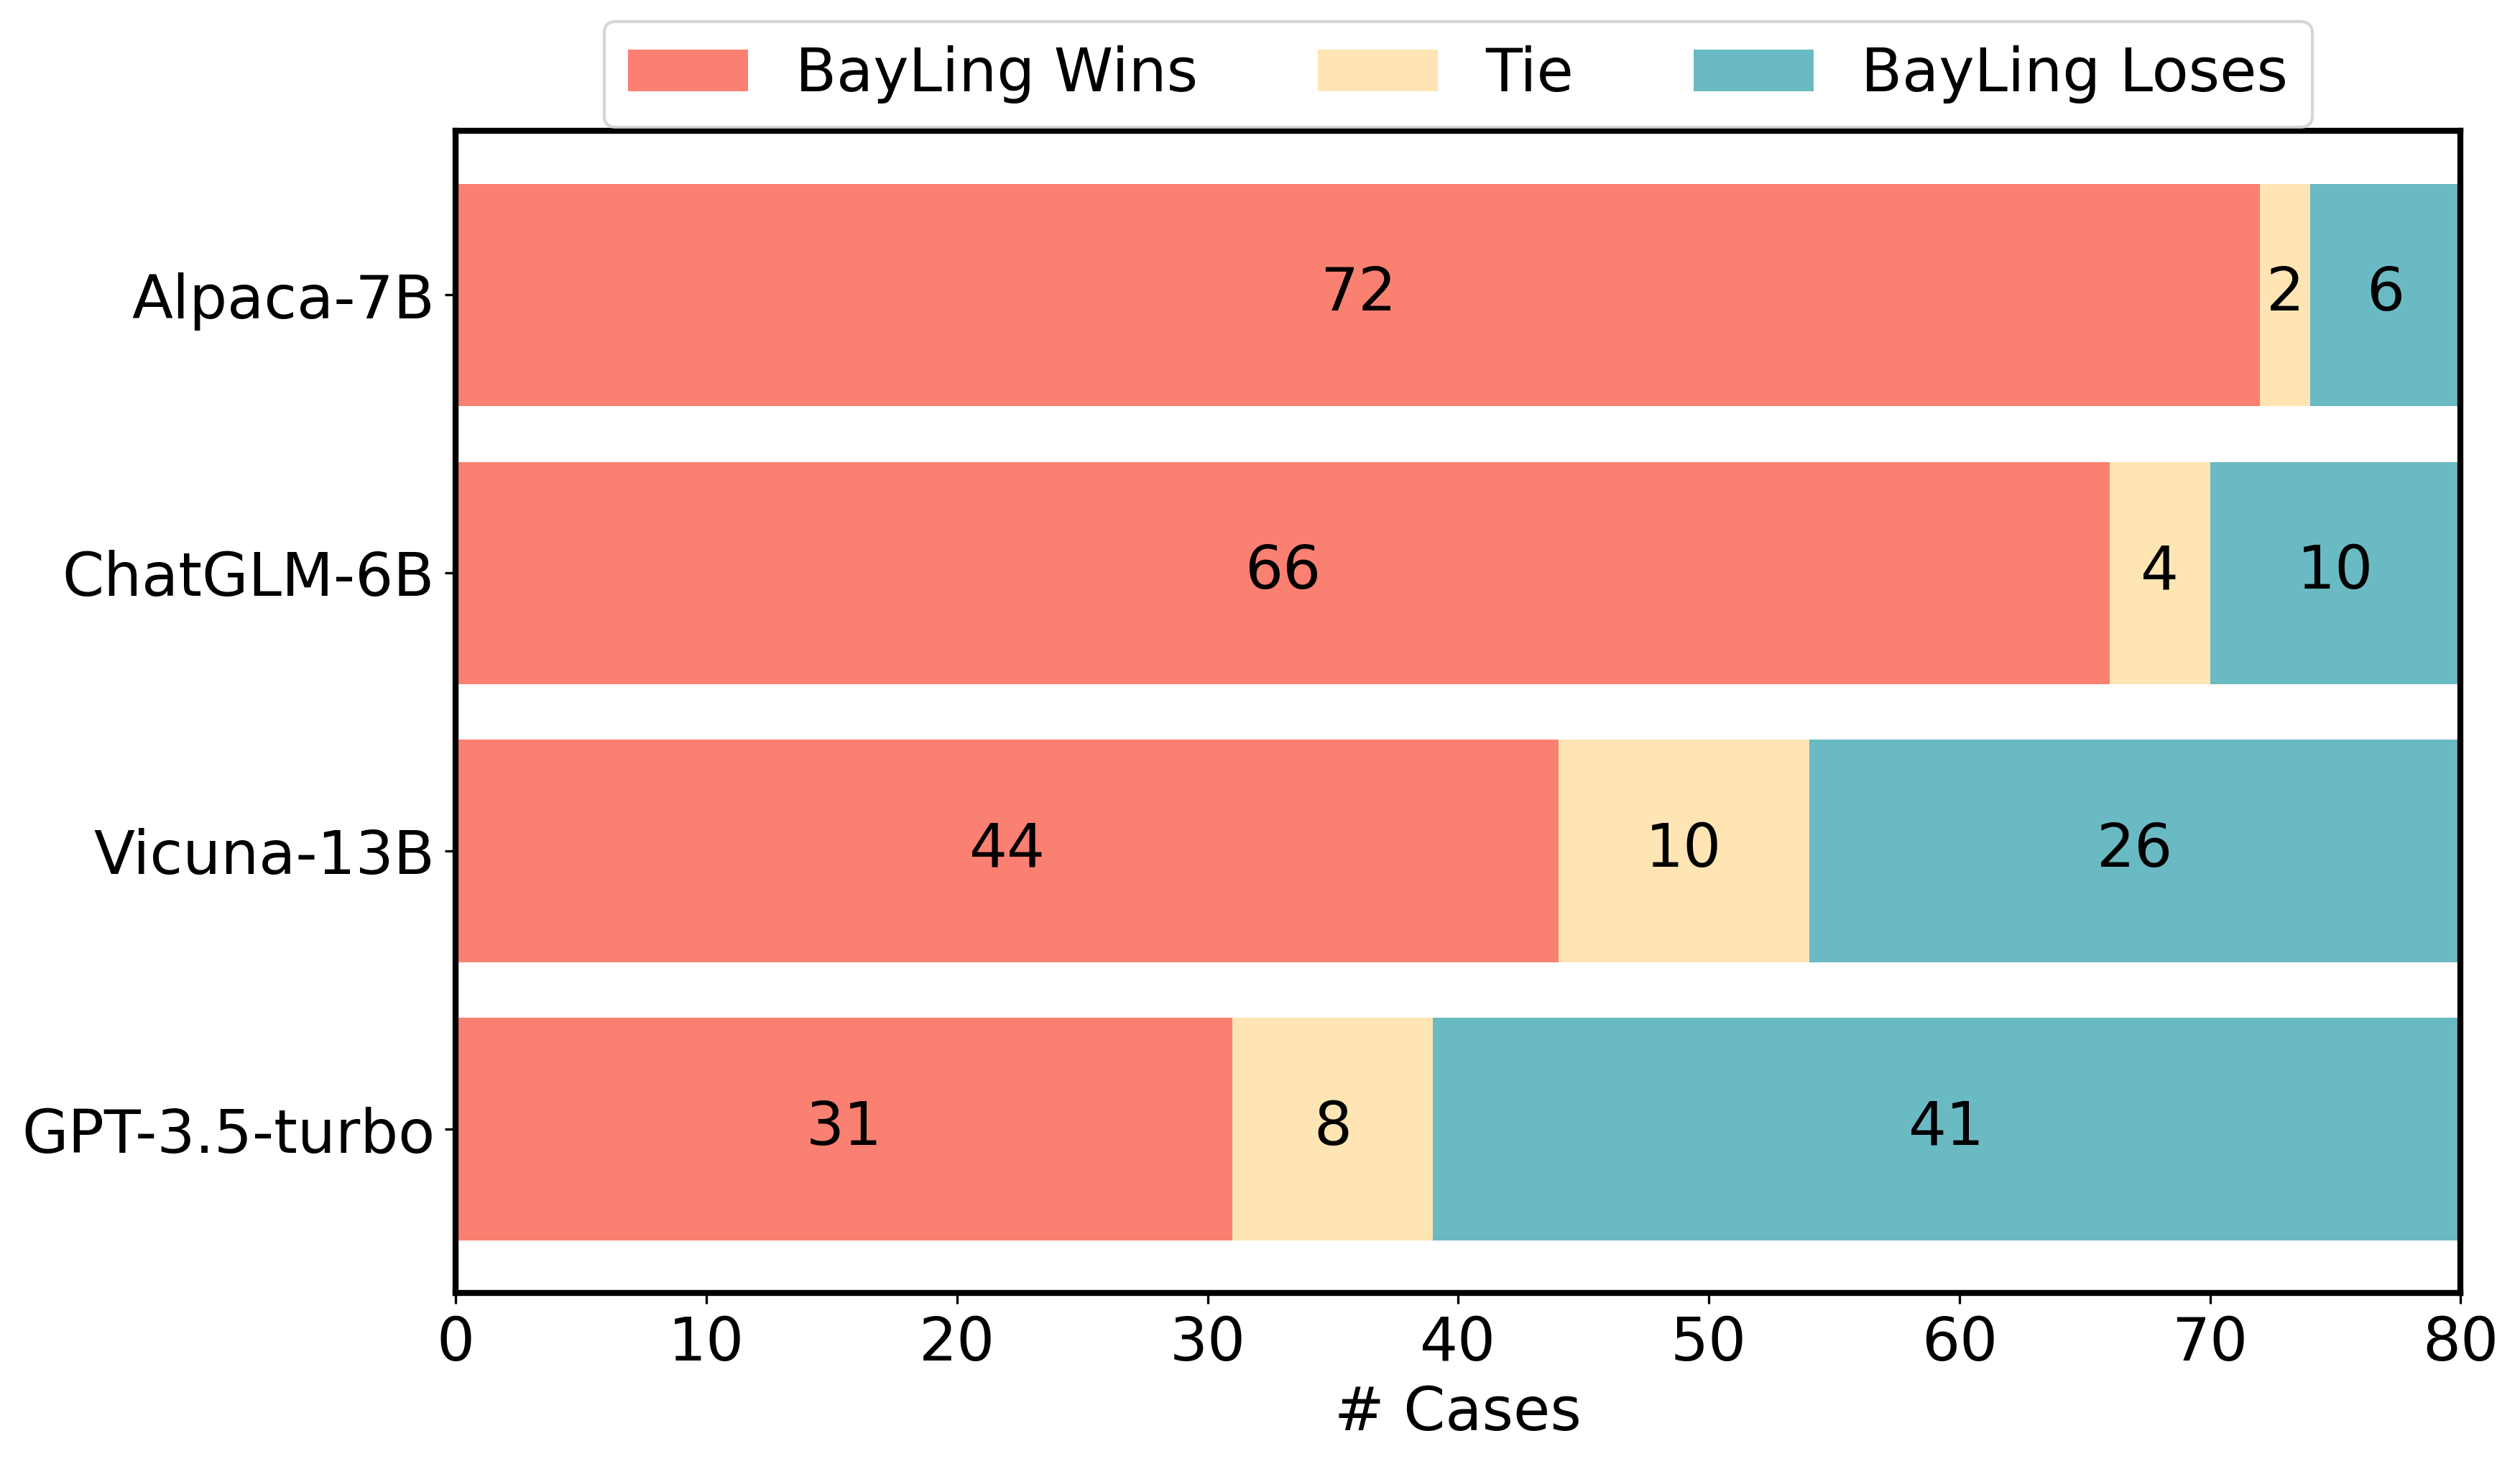 BayLing Wins Tie BayLing Loses
Alpaca-7B 72 2 6
ChatGLM-6B 66 4 10
Vicuna-13B 44 10 26
GPT-3.5-turbo 31 8 41
0 10 20 30 40 50 60 70 80
# Cases